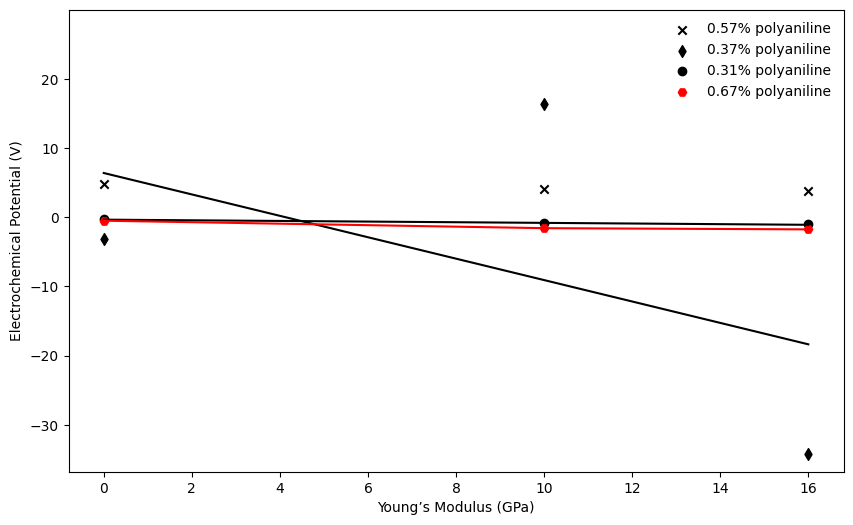 0.57% polyaniline
0.37% polyaniline
0.31% polyaniline
0.67% polyaniline
Electrochemical Potential (V)
20
10
0
−10
−20
−30
0 2 4 6 8 10 12 14 16
Young’s Modulus (GPa)